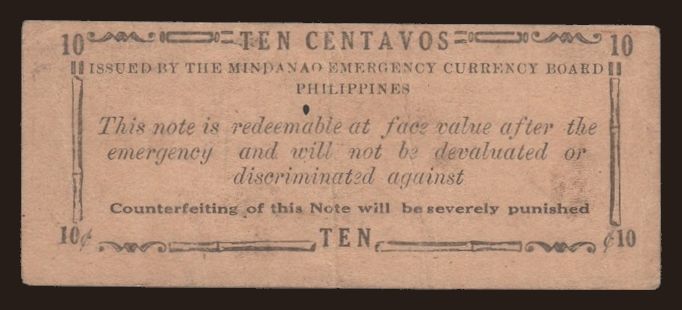 10 TEN CENTAVOS 10
ISSUED BY THE MINDANAO EMERGENCY CURRENCY BOARD
PHILIPPINES
This note is redeemable at face value after the
emergency and will not be devaluated or
discriminated against
Counterfeiting of this Note will be severely punished
10¢ TEN ¢10